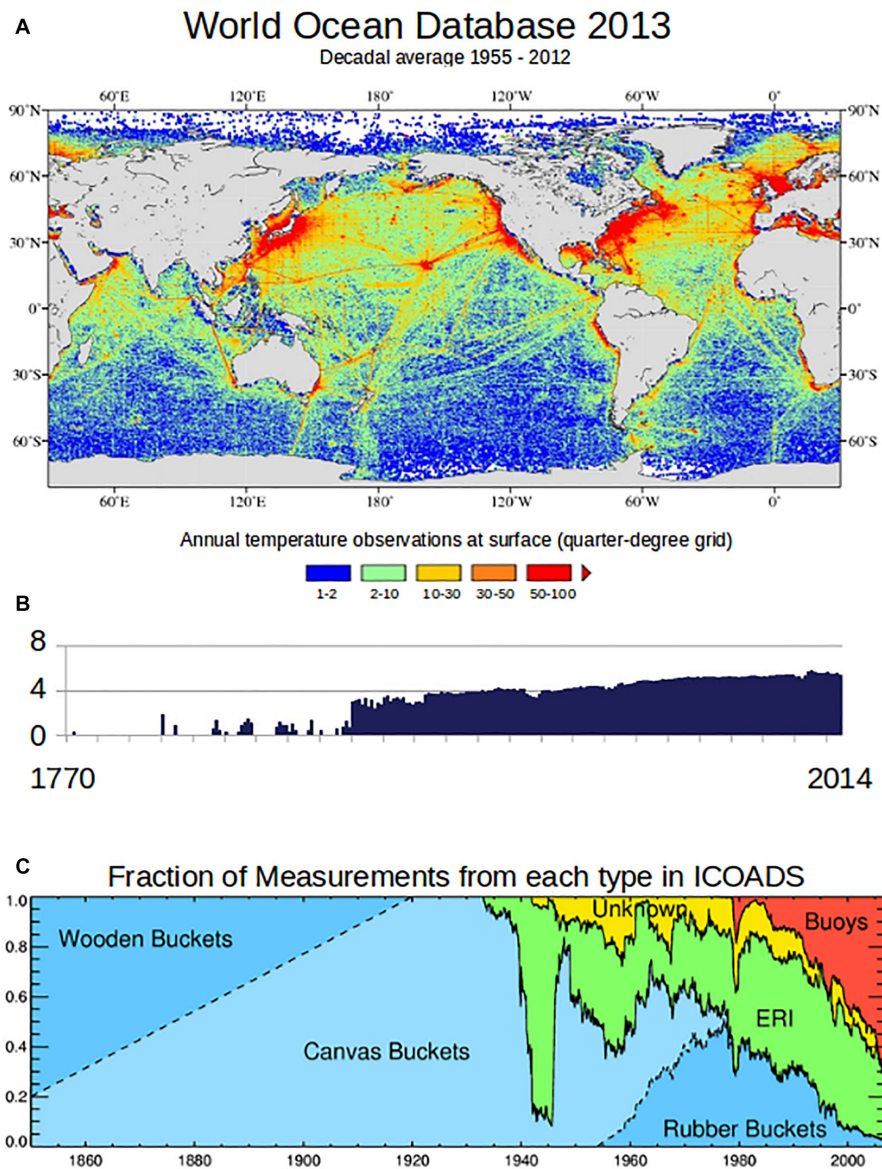 A
World Ocean Database 2013
Decadal average 1955 - 2012
60˚E 120˚E 180˚ 120˚W 60˚W 0˚
90˚N 90˚N
60˚N 60˚N
30˚N 30˚N
0˚ 0˚
30˚S 30˚S
60˚S 60˚S
60˚E 120˚E 180˚ 120˚W 60˚W 0˚
Annual temperature observations at surface (quarter-degree grid)
1-2 2-10 10-30 30-50 50-100
B
8
4
0
1770 2014
C
Fraction of Measurements from each type in ICOADS
1.0
Unknown
Buoys
Wooden Buckets
0.8
0.6
ERI
Canvas Buckets
0.4
0.2
Rubber Buckets
0.0
1860 1880 1900 1920 1940 1960 1980 2000